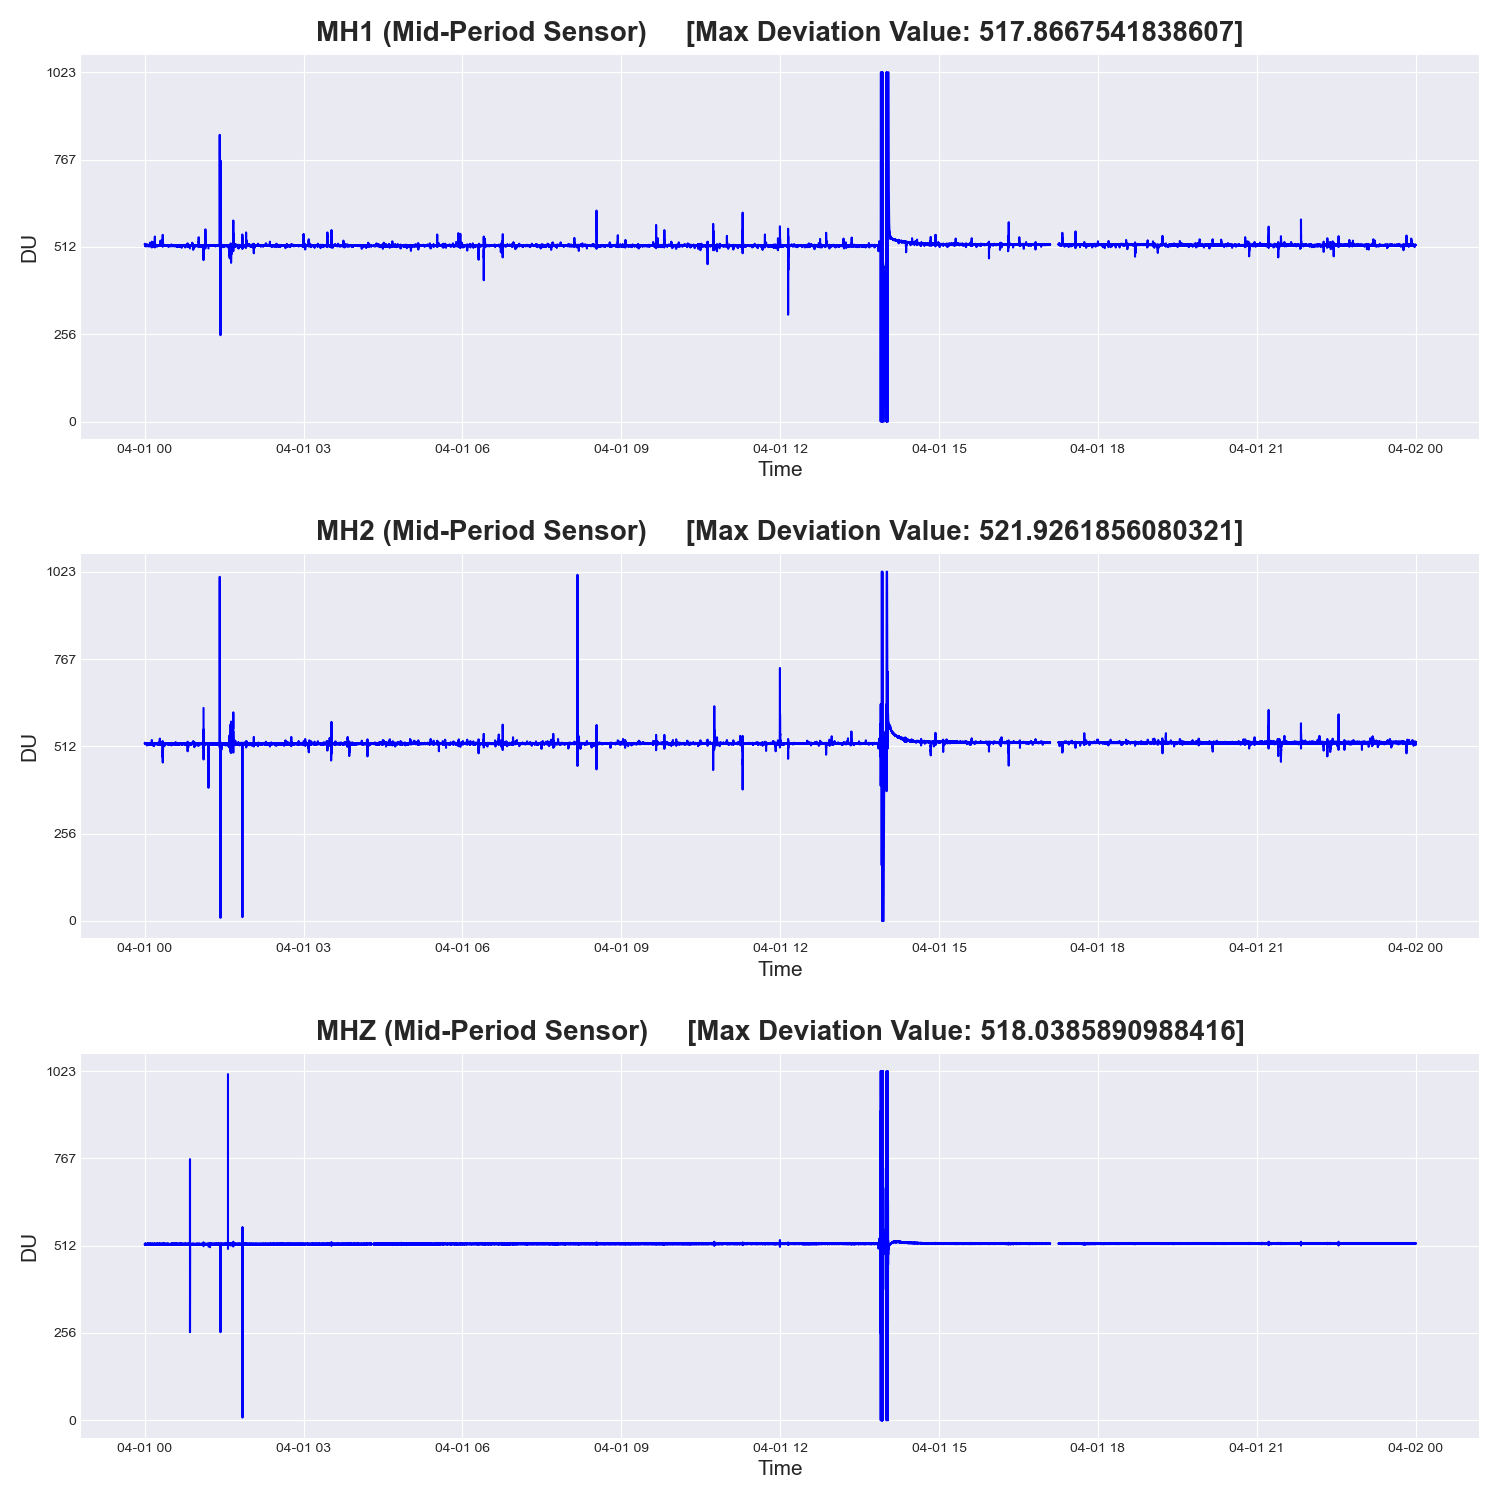 MH1 (Mid-Period Sensor) [Max Deviation Value: 517.8667541838607]
1023
767
512
256
0
DU
04-01 00 04-01 03 04-01 06 04-01 09 04-01 12 04-01 15 04-01 18 04-01 21 04-02 00
Time
MH2 (Mid-Period Sensor) [Max Deviation Value: 521.9261856080321]
1023
767
512
256
0
DU
04-01 00 04-01 03 04-01 06 04-01 09 04-01 12 04-01 15 04-01 18 04-01 21 04-02 00
Time
MHZ (Mid-Period Sensor) [Max Deviation Value: 518.0385890988416]
1023
767
512
256
0
DU
04-01 00 04-01 03 04-01 06 04-01 09 04-01 12 04-01 15 04-01 18 04-01 21 04-02 00
Time